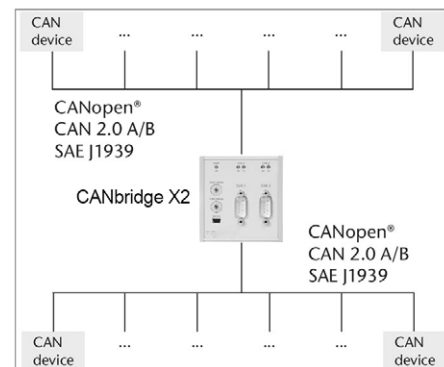 CAN
device
... ... ... ...
CAN
device
CANopen®
CAN 2.0 A/B
SAE J1939
CANbridge X2
CANopen®
CAN 2.0 A/B
SAE J1939
CAN
device
... ... ... ...
CAN
device